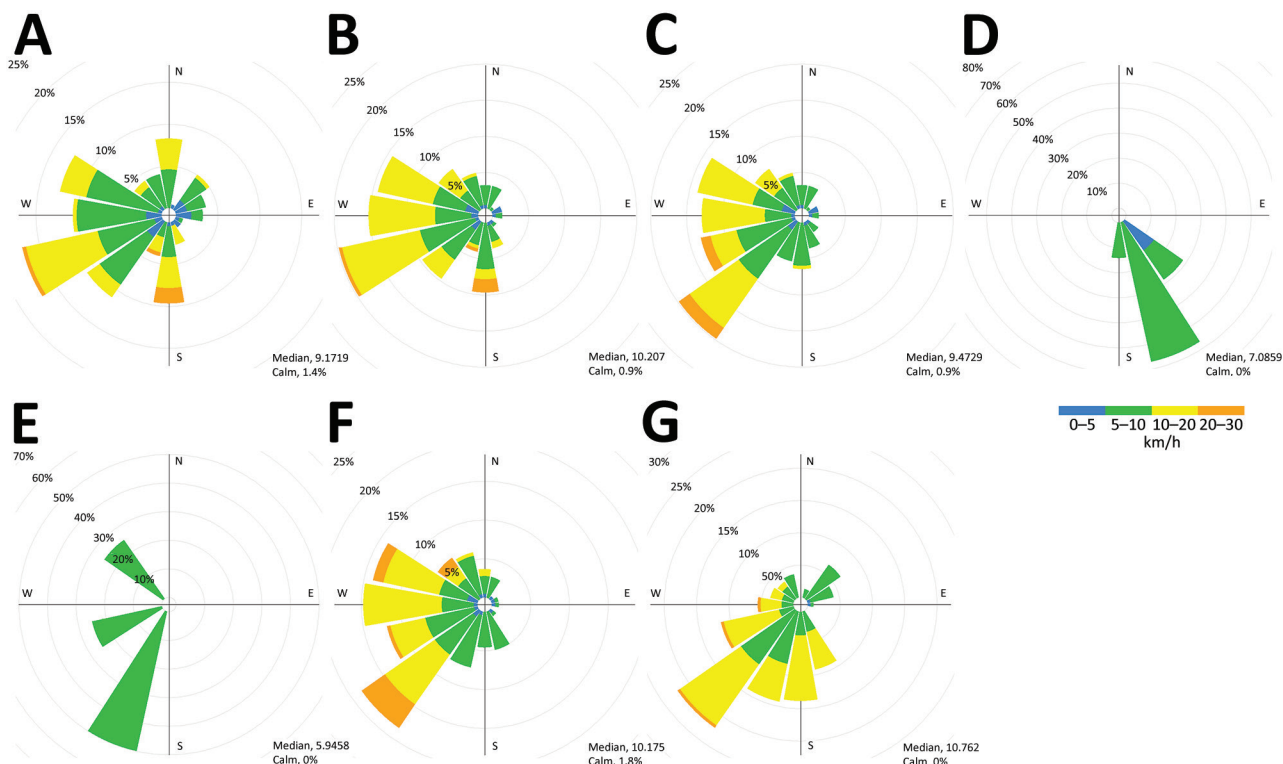 A
B
C
D
25%
20%
15%
10%
5%
N
W
E
S
Median, 9.1719
Calm, 1.4%
25%
20%
15%
10%
5%
N
W
E
S
Median, 10.207
Calm, 0.9%
25%
20%
15%
10%
5%
N
W
E
S
Median, 9.4729
Calm, 0.9%
80%
70%
60%
50%
40%
30%
20%
10%
N
W
E
S
Median, 7.0859
Calm, 0%
0–5 5–10 10–20 20–30
km/h
E
F
G
70%
60%
50%
40%
30%
20%
10%
N
W
E
S
Median, 5.9458
Calm, 0%
25%
20%
15%
10%
5%
N
W
E
S
Median, 10.175
Calm, 1.8%
30%
25%
20%
15%
10%
50%
N
W
E
S
Median, 10.762
Calm, 0%